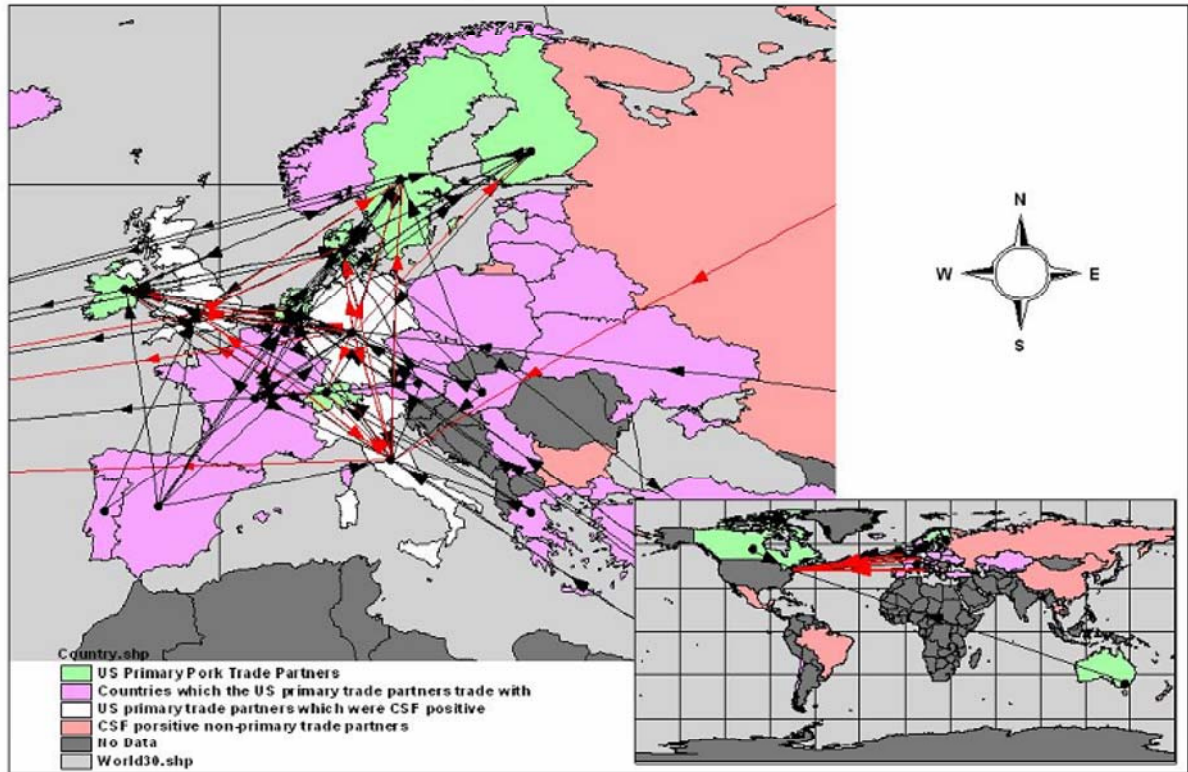 N
W E
S
Country.shp
US Primary Pork Trade Partners
Countries which the US primary trade partners trade with
US primary trade partners which were CSF positive
CSF porsitive non-primary trade partners
No Data
World30.shp